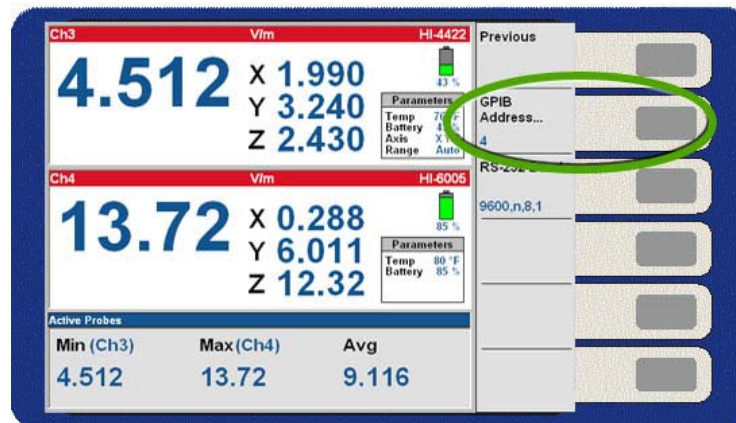 Ch3 V/m HI-4422
4.512
X 1.990
Y 3.240
Z 2.430
43 %
Parameters
Temp
Battery
Axis
Range Auto
Ch4 V/m HI-6005
13.72
X 0.288
Y 6.011
Z 12.32
85 %
Parameters
Temp 80 °F
Battery 85 %
Active Probes
Min (Ch3) Max(Ch4) Avg
4.512 13.72 9.116
Previous
GPIB
Address...
4
RS-232
9600,n,8,1